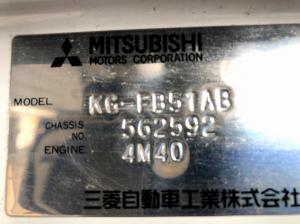 MITSUBISHI
MOTORS CORPORATION
MODEL KG-FB51AB
CHASSIS NO. 562592
ENGINE 4M40
三菱自動車工業株式会社